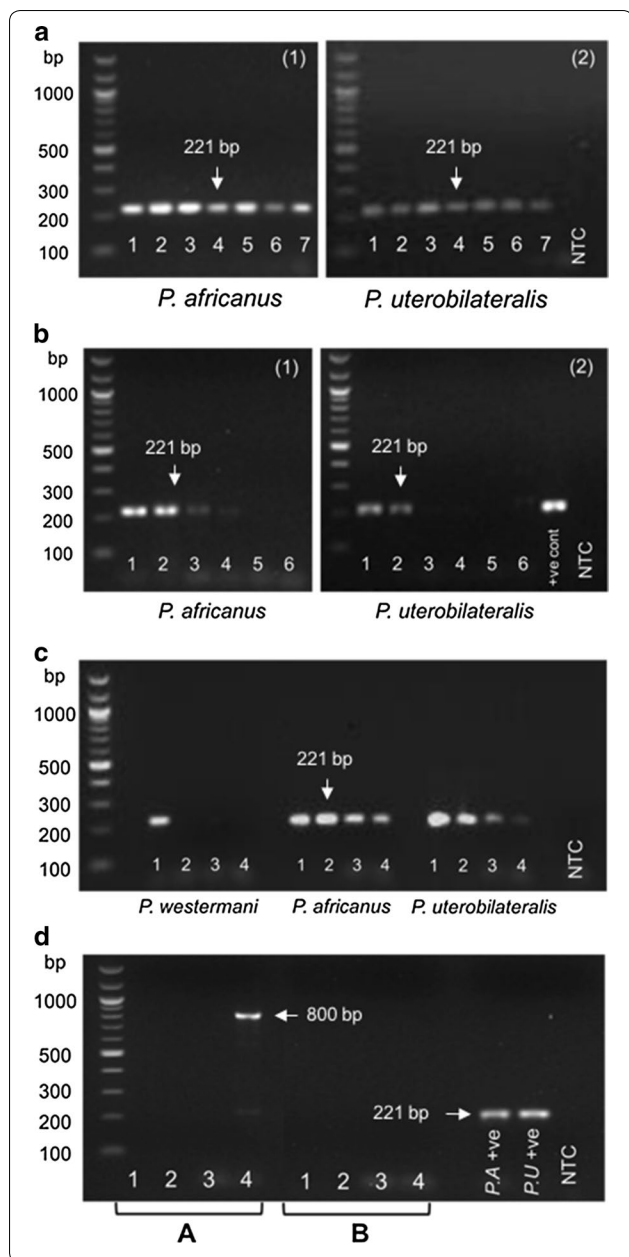 a
bp (1) (2)
1000
500 221 bp 221 bp
300
200
100 1 2 3 4 5 6 7 1 2 3 4 5 6 7 NTC
P. africanus P. uterobilateralis
b
bp (1) (2)
1000
500 221 bp 221 bp
300
200
100 1 2 3 4 5 6 1 2 3 4 5 6 +ve cont NTC
P. africanus P. uterobilateralis
c
bp
1000
500 221 bp
300
200
100 1 2 3 4 1 2 3 4 1 2 3 4 NTC
P. westermani P. africanus P. uterobilateralis
d
bp
1000 800 bp
500
300
200 221 bp
100
1 2 3 4 1 2 3 4 P.A +ve P.U +ve NTC
A B